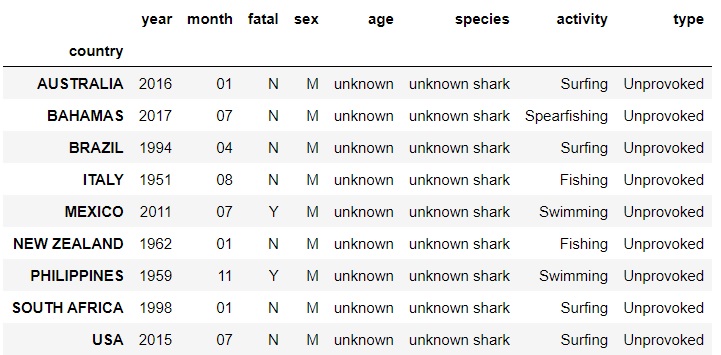 year month fatal sex age species activity type
country
AUSTRALIA 2016 01 N M unknown unknown shark Surfing Unprovoked
BAHAMAS 2017 07 N M unknown unknown shark Spearfishing Unprovoked
BRAZIL 1994 04 N M unknown unknown shark Surfing Unprovoked
ITALY 1951 08 N M unknown unknown shark Fishing Unprovoked
MEXICO 2011 07 Y M unknown unknown shark Swimming Unprovoked
NEW ZEALAND 1962 01 N M unknown unknown shark Fishing Unprovoked
PHILIPPINES 1959 11 Y M unknown unknown shark Swimming Unprovoked
SOUTH AFRICA 1998 01 N M unknown unknown shark Surfing Unprovoked
USA 2015 07 N M unknown unknown shark Surfing Unprovoked